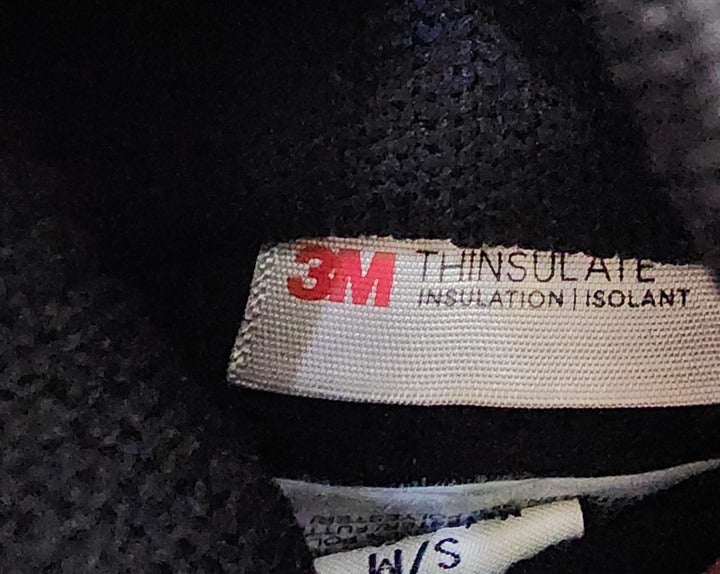 3M THINSULATE
INSULATION | ISOLANT
W/S